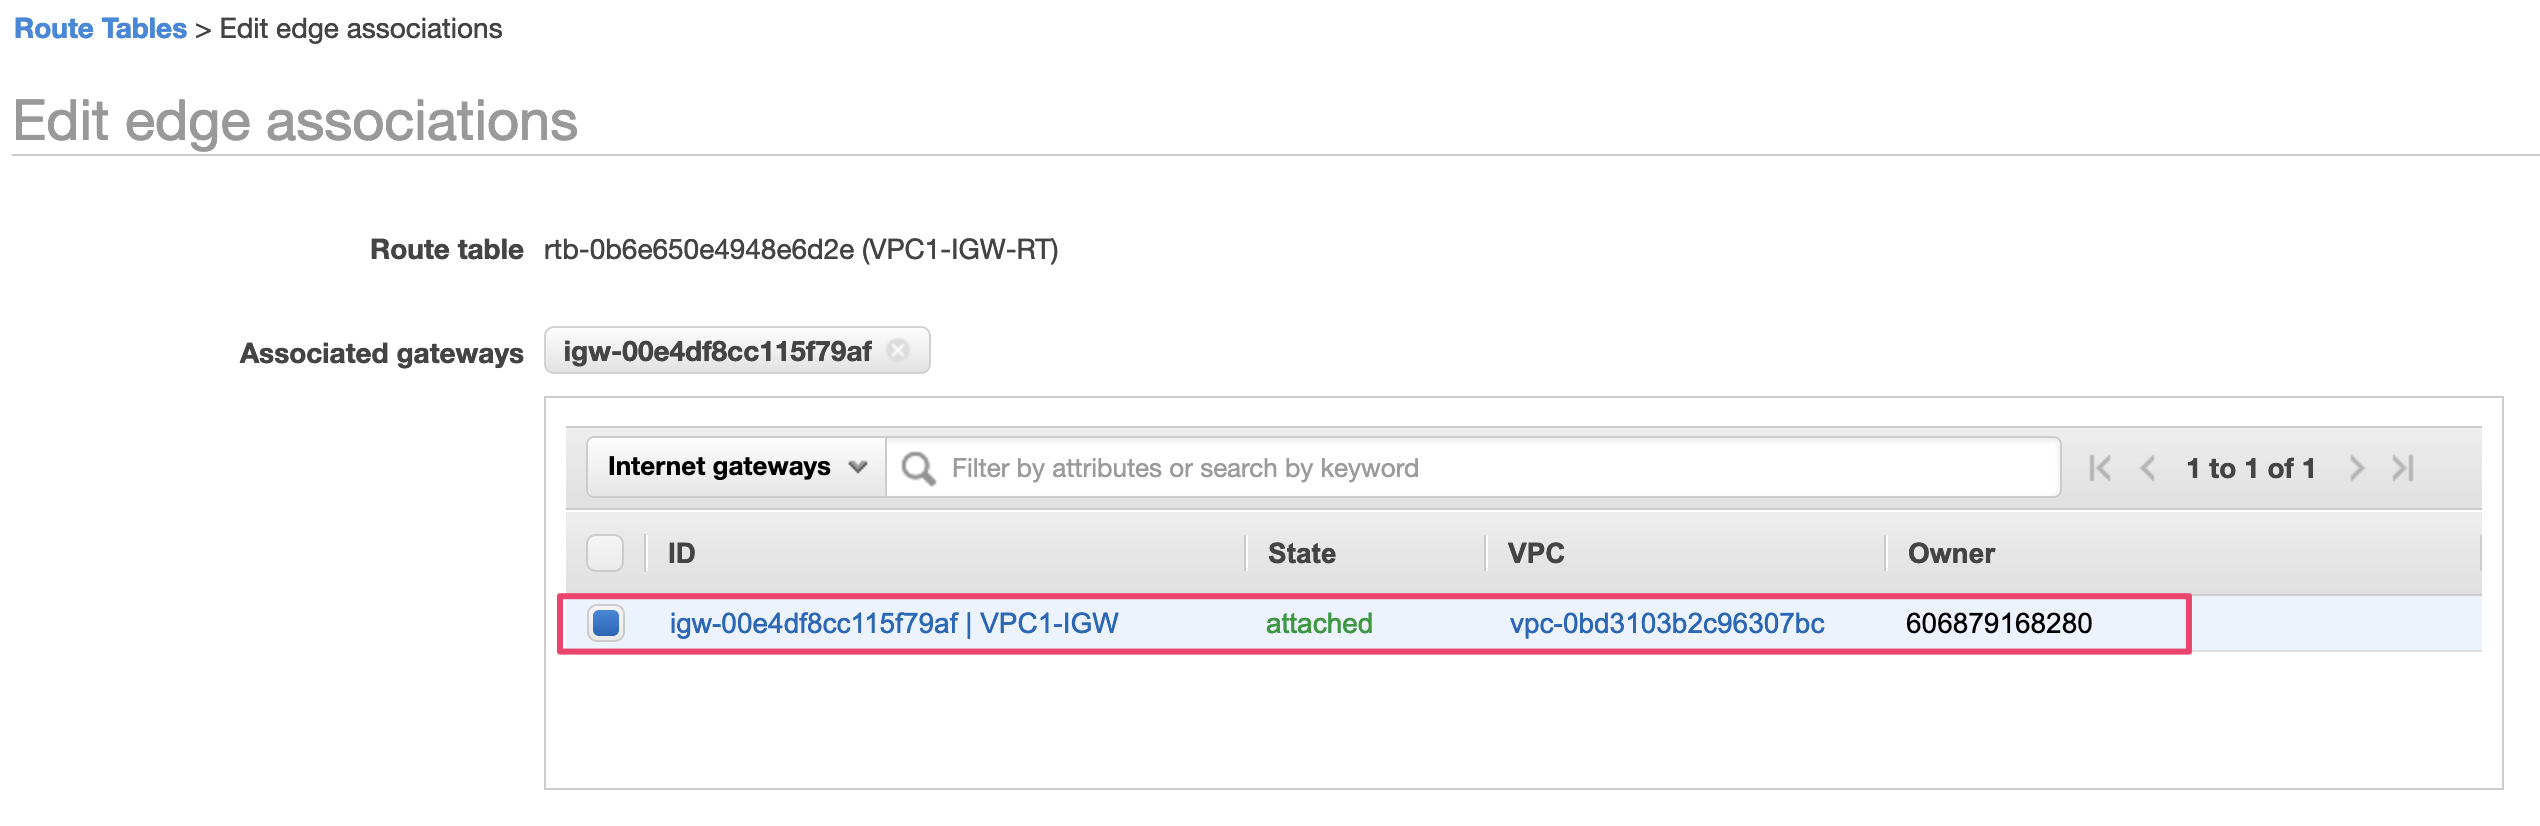 Route Tables > Edit edge associations
Edit edge associations
Route table rtb-0b6e650e4948e6d2e (VPC1-IGW-RT)
Associated gateways igw-00e4df8cc115f79af
Internet gateways Filter by attributes or search by keyword 1 to 1 of 1
ID State VPC Owner
igw-00e4df8cc115f79af | VPC1-IGW attached vpc-0bd3103b2c96307bc 606879168280